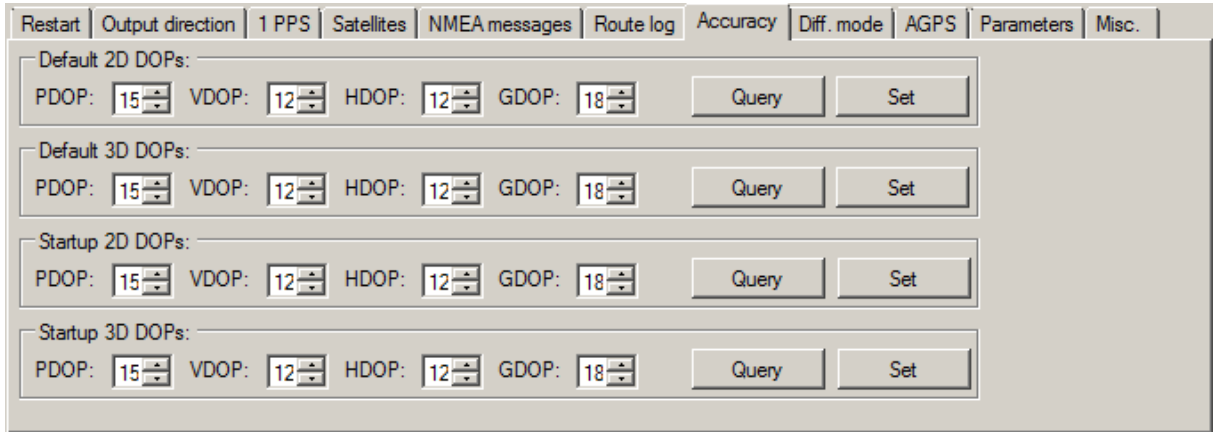 Restart Output direction 1 PPS Satellites NMEA messages Route log Accuracy Diff. mode AGPS Parameters Misc.
Default 2D DOPs:
PDOP: 15 VDOP: 12 HDOP: 12 GDOP: 18 Query Set
Default 3D DOPs:
PDOP: 15 VDOP: 12 HDOP: 12 GDOP: 18 Query Set
Startup 2D DOPs:
PDOP: 15 VDOP: 12 HDOP: 12 GDOP: 18 Query Set
Startup 3D DOPs:
PDOP: 15 VDOP: 12 HDOP: 12 GDOP: 18 Query Set